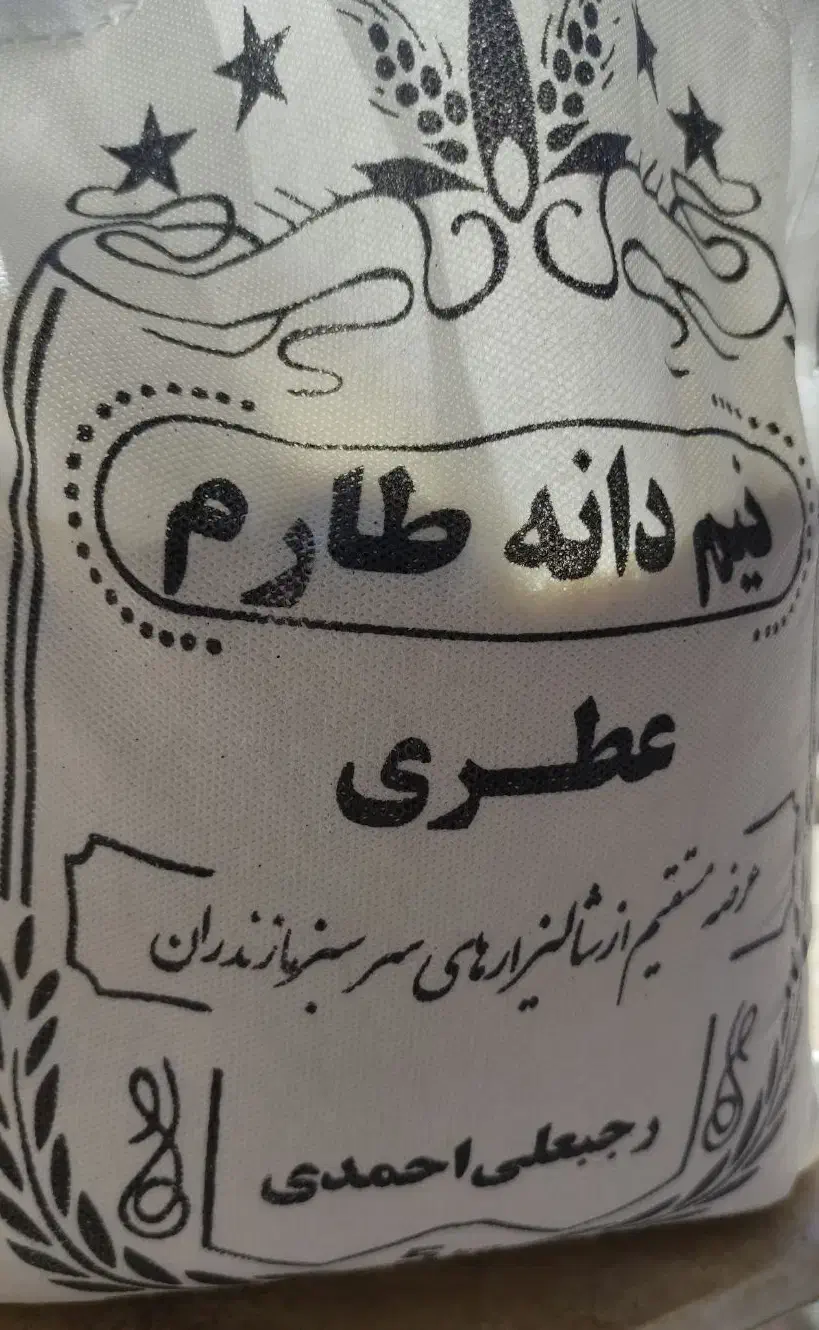 نیم دانه طارم
عطری
عرضه مستقیم از شالیزارهای سرسبز مازندران
رجبعلی احمدی